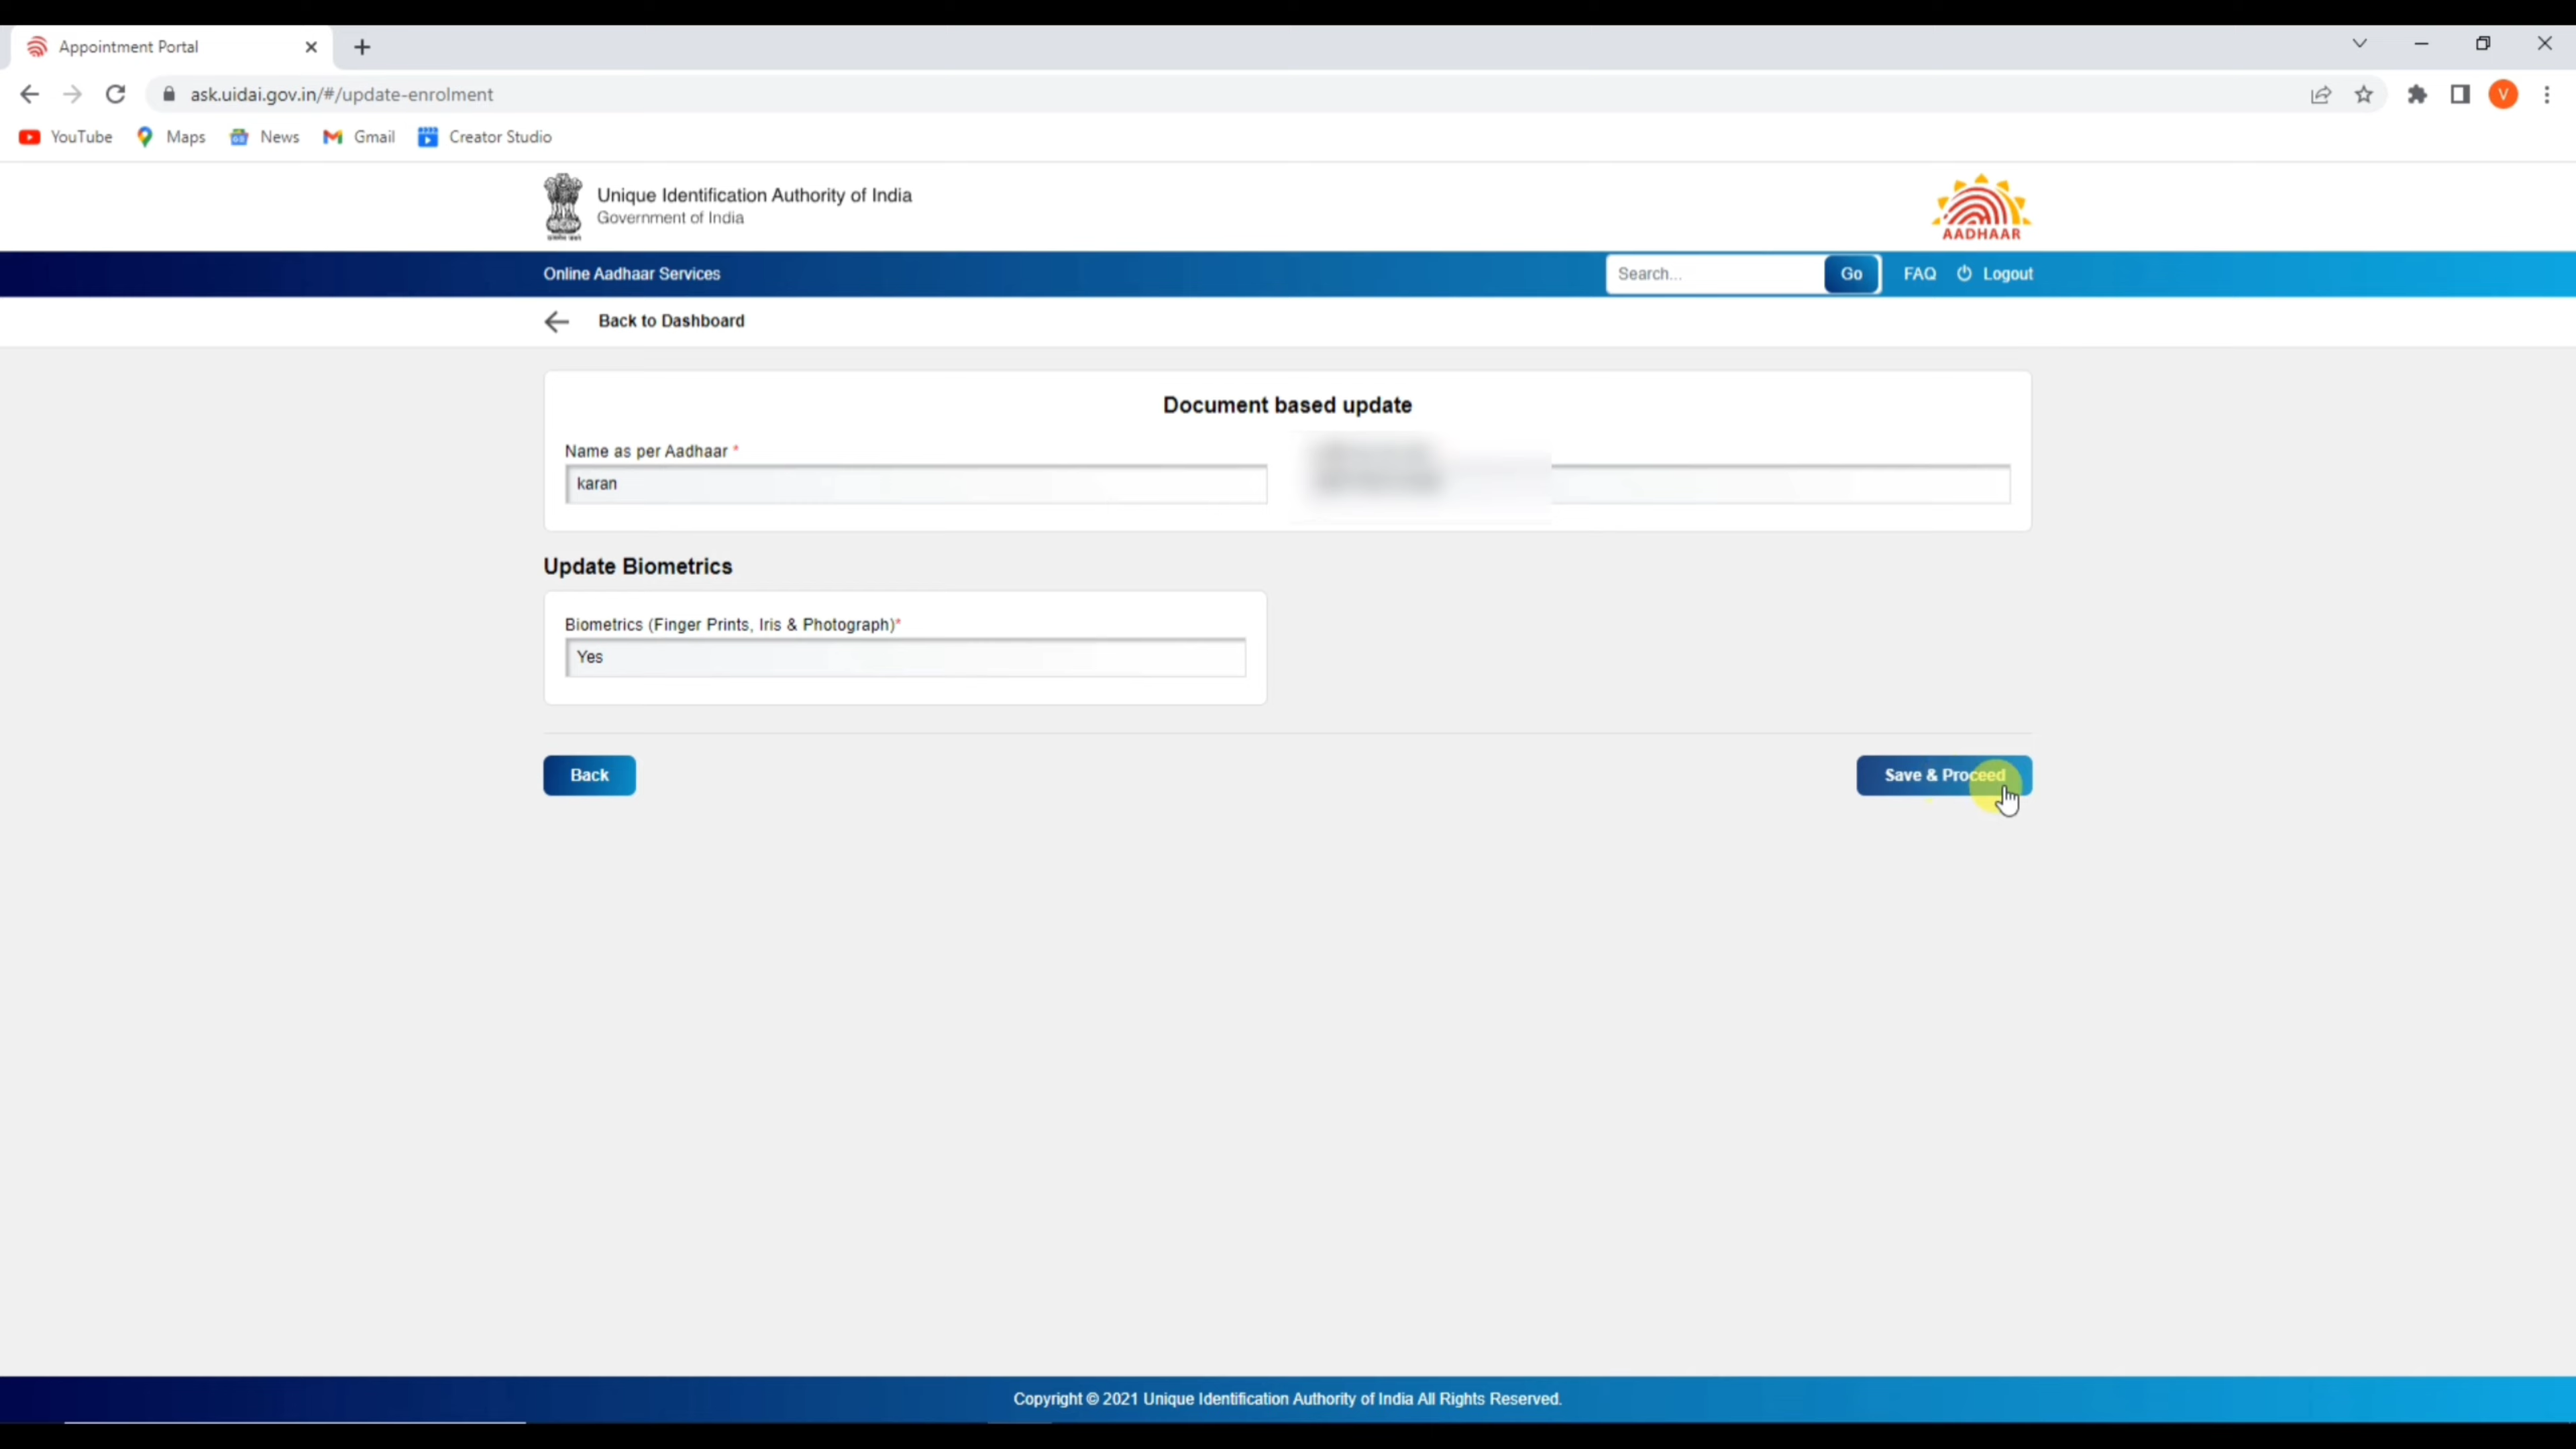 Appointment Portal
ask.uidai.gov.in/#/update-enrolment
V
YouTube
Maps
News
Gmail
Creator Studio
Unique Identification Authority of India
Government of India
AADHAAR
Online Aadhaar Services
Search...
Go
FAQ
Logout
Back to Dashboard
Document based update
Name as per Aadhaar *
karan
Update Biometrics
Biometrics (Finger Prints, Iris & Photograph)*
Yes
Back
Save & Proceed
Copyright © 2021 Unique Identification Authority of India All Rights Reserved.